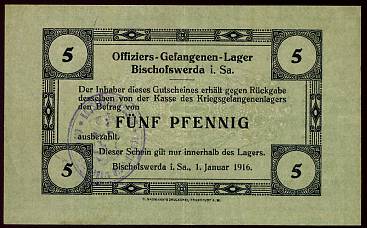 5 5
Offiziers-Gefangenen-Lager
Bischofswerda i. Sa.
Der Inhaber dieses Gutscheines erhält gegen Rückgabe
desselben von der Kasse des Kriegsgefangenenlagers
den Betrag von
FÜNF PFENNIG
ausbezahlt.
Dieser Schein gilt nur innerhalb des Lagers.
5 5
Bischofswerda i. Sa., 1. Januar 1916.